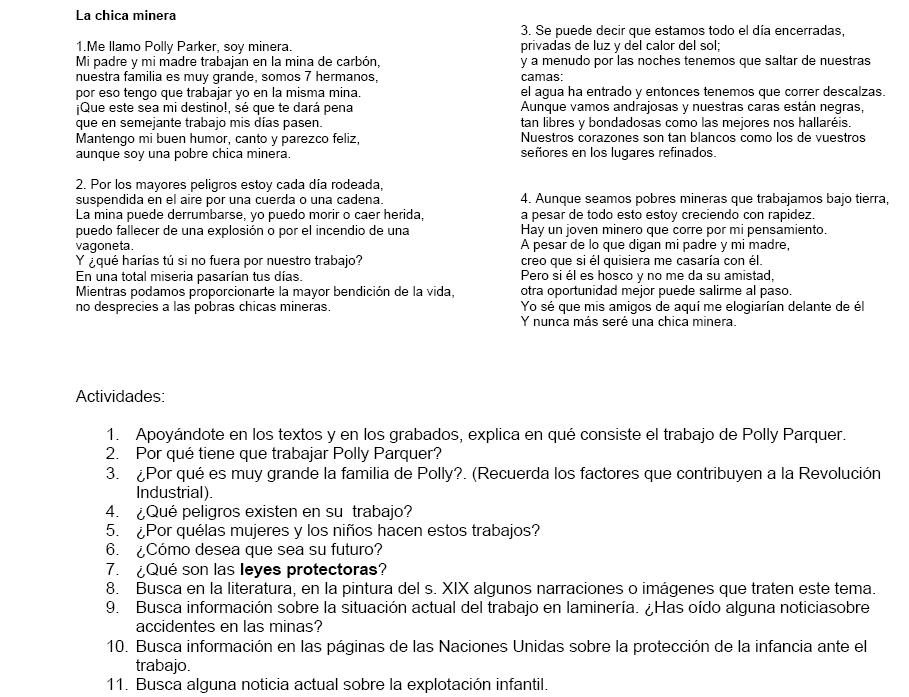 La chica minera
1.Me llamo Polly Parker, soy minera.
Mi padre y mi madre trabajan en la mina de carbón,
nuestra familia es muy grande, somos 7 hermanos,
por eso tengo que trabajar yo en la misma mina.
¡Que este sea mi destino!, sé que te dará pena
que en semejante trabajo mis días pasen.
Mantengo mi buen humor, canto y parezco feliz,
aunque soy una pobre chica minera.
2. Por los mayores peligros estoy cada día rodeada,
suspendida en el aire por una cuerda o una cadena.
La mina puede derrumbarse, yo puedo morir o caer herida,
puedo fallecer de una explosión o por el incendio de una
vagoneta.
Y ¿qué harías tú si no fuera por nuestro trabajo?
En una total miseria pasarían tus días.
Mientras podamos proporcionarte la mayor bendición de la vida,
no desprecies a las pobras chicas mineras.
3. Se puede decir que estamos todo el día encerradas,
privadas de luz y del calor del sol;
y a menudo por las noches tenemos que saltar de nuestras
camas:
el agua ha entrado y entonces tenemos que correr descalzas.
Aunque vamos andrajosas y nuestras caras están negras,
tan libres y bondadosas como las mejores nos hallaréis.
Nuestros corazones son tan blancos como los de vuestros
señores en los lugares refinados.
4. Aunque seamos pobres mineras que trabajamos bajo tierra,
a pesar de todo esto estoy creciendo con rapidez.
Hay un joven minero que corre por mi pensamiento.
A pesar de lo que digan mi padre y mi madre,
creo que si él quisiera me casaría con él.
Pero si él es hosco y no me da su amistad,
otra oportunidad mejor puede salirme al paso.
Yo sé que mis amigos de aquí me elogiarían delante de él
Y nunca más seré una chica minera.
Actividades:
1. Apoyándote en los textos y en los grabados, explica en qué consiste el trabajo de Polly Parquer.
2. Por qué tiene que trabajar Polly Parquer?
3. ¿Por qué es muy grande la familia de Polly?. (Recuerda los factores que contribuyen a la Revolución
Industrial).
4. ¿Qué peligros existen en su trabajo?
5. ¿Por quélas mujeres y los niños hacen estos trabajos?
6. ¿Cómo desea que sea su futuro?
7. ¿Qué son las leyes protectoras?
8. Busca en la literatura, en la pintura del s. XIX algunos narraciones o imágenes que traten este tema.
9. Busca información sobre la situación actual del trabajo en laminería. ¿Has oído alguna noticiasobre
accidentes en las minas?
10. Busca información en las páginas de las Naciones Unidas sobre la protección de la infancia ante el
trabajo.
11. Busca alguna noticia actual sobre la explotación infantil.